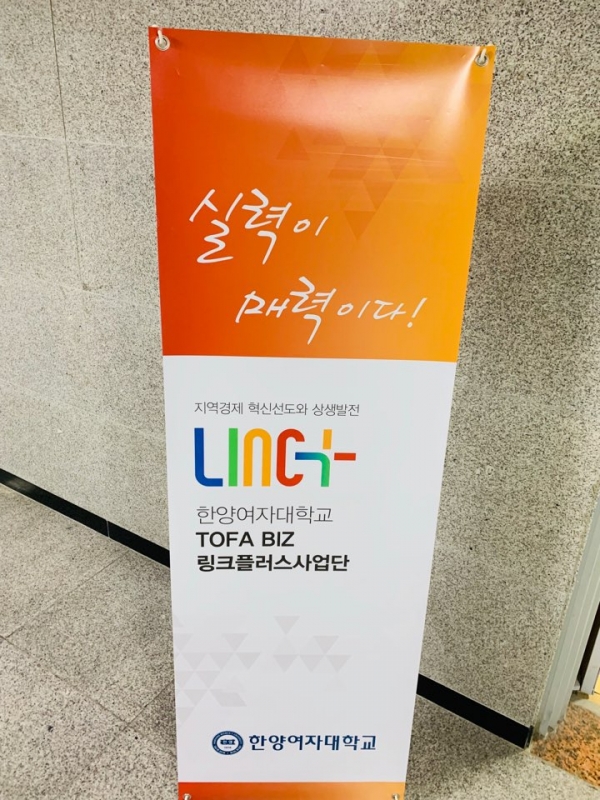 실력이
매력이다!
지역경제 혁신선도와 상생발전
LINC+
한양여자대학교
TOFA BIZ
링크플러스사업단
한양여자대학교